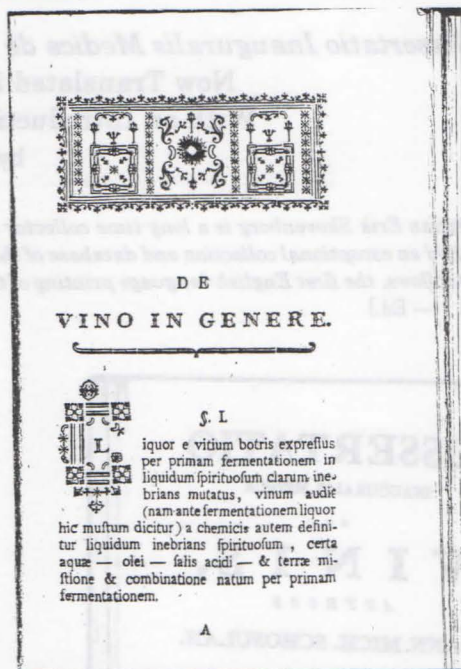 DE
VINO IN GENERE.
§. I.
Liquor e vitium botris expreſſus
per primam fermentationem in
liquidum ſpirituoſum clarum ine-
brians mutatus, vinum audit
(nam ante fermentationem liquor
hic muſtum dicitur) a chemicis autem defini-
tur liquidum inebrians ſpirituoſum — certa
aquæ — olei — ſalis acidi — & terræ mi-
ſtione & combinatione natum per primam
fermentationem.
A